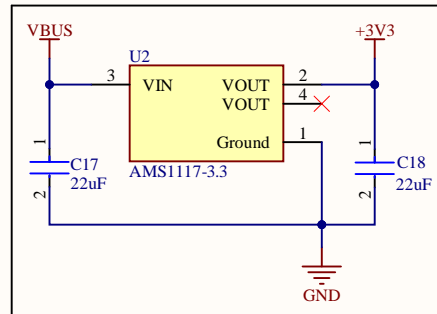 VBUS
+3V3
U2
3
VIN
VOUT
2
VOUT
4
Ground
1
1
C17
2
22uF
AMS1117-3.3
1
C18
2
22uF
GND